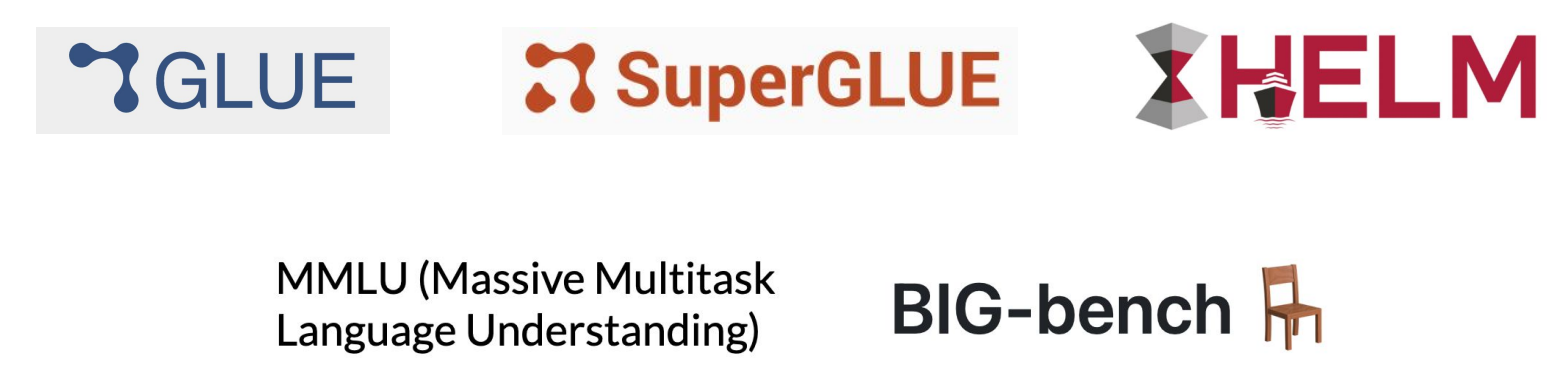 GLUE
SuperGLUE
HELM
MMLU (Massive Multitask
Language Understanding)
BIG-bench